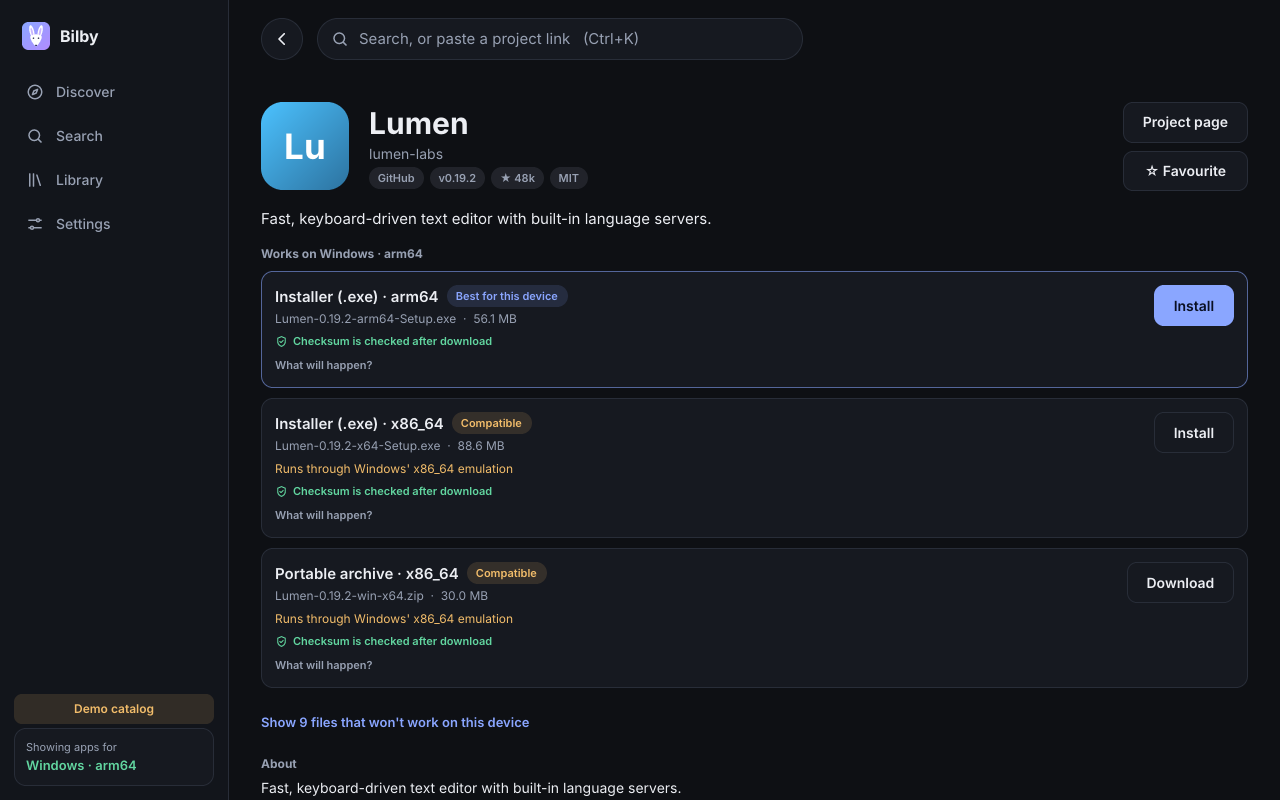 Bilby
Discover
Search
Library
Settings
Demo catalog
Showing apps for
Windows · arm64
Search, or paste a project link (Ctrl+K)
Lu
Lumen
lumen-labs
GitHub
v0.19.2
★ 48k
MIT
Project page
☆ Favourite
Fast, keyboard-driven text editor with built-in language servers.
Works on Windows · arm64
Installer (.exe) · arm64 Best for this device
Lumen-0.19.2-arm64-Setup.exe · 56.1 MB
Checksum is checked after download
What will happen?
Install
Installer (.exe) · x86_64 Compatible
Lumen-0.19.2-x64-Setup.exe · 88.6 MB
Runs through Windows' x86_64 emulation
Checksum is checked after download
What will happen?
Install
Portable archive · x86_64 Compatible
Lumen-0.19.2-win-x64.zip · 30.0 MB
Runs through Windows' x86_64 emulation
Checksum is checked after download
What will happen?
Download
Show 9 files that won't work on this device
About
Fast, keyboard-driven text editor with built-in language servers.